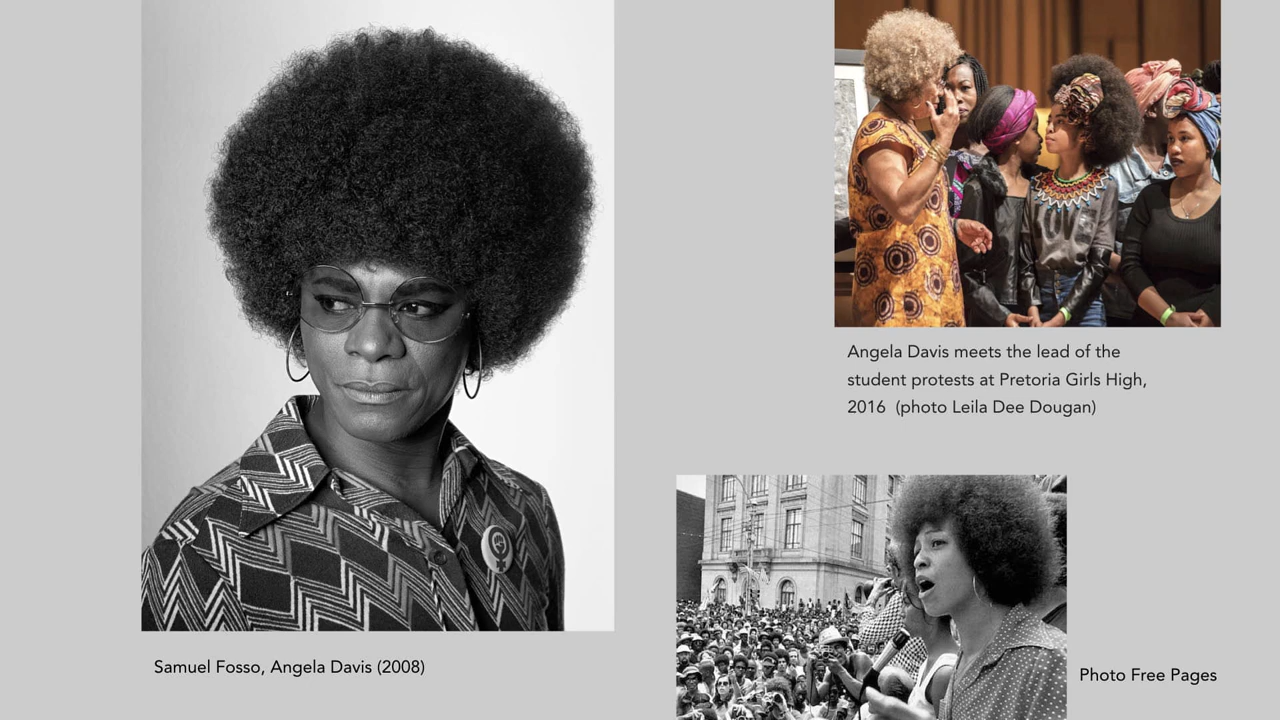 Samuel Fosso, Angela Davis (2008)
Angela Davis meets the lead of the
student protests at Pretoria Girls High,
2016  (photo Leila Dee Dougan)
Photo Free Pages